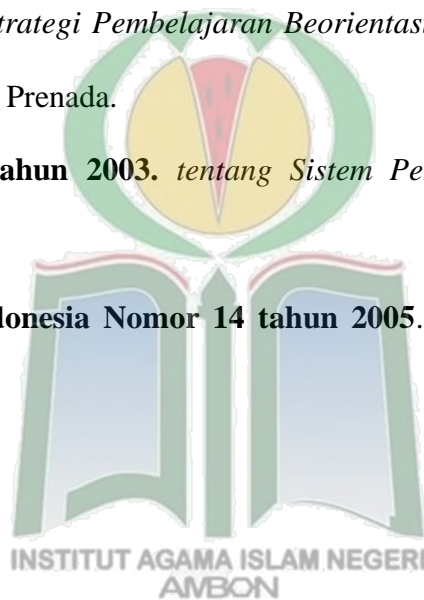 trategi Pembelajaran Beorientasi
Prenada.
ahun 2003. tentang Sistem Pe
donesia Nomor 14 tahun 2005.
INSTITUT AGAMA ISLAM NEGERI
AMBON